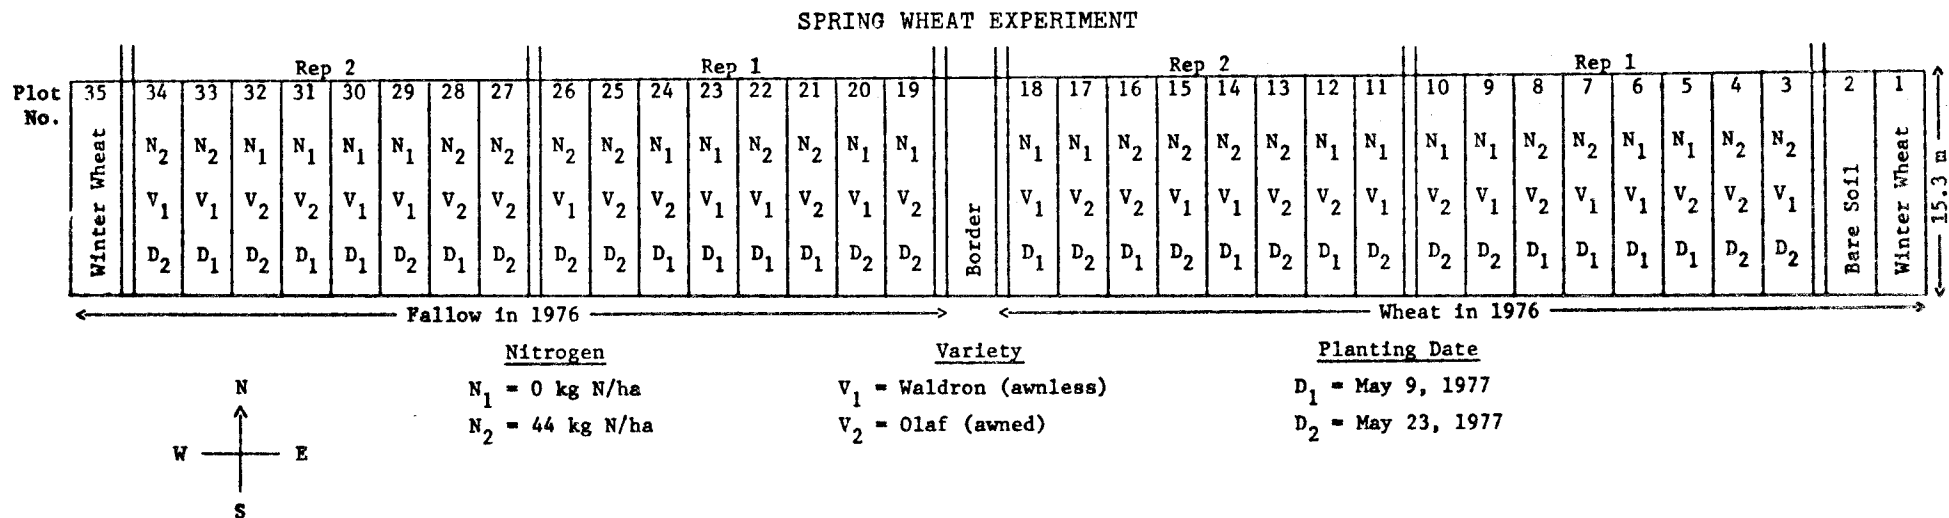 SPRING WHEAT EXPERIMENT
Rep 2 Rep 1 Rep 2 Rep 1
Plot No. 35 34 33 32 31 30 29 28 27 26 25 24 23 22 21 20 19 18 17 16 15 14 13 12 11 10 9 8 7 6 5 4 3 2 1
N2 N2 N1 N1 N1 N1 N2 N2 N2 N2 N1 N1 N2 N2 N1 N1 N1 N1 N2 N2 N2 N2 N1 N1 N1 N1 N2 N2 N1 N1 N2 N2
V1 V1 V2 V2 V1 V1 V2 V2 V1 V2 V2 V1 V1 V2 V1 V2 V1 V2 V2 V1 V1 V2 V2 V1 V2 V1 V2 V1 V1 V2 V2 V1
D2 D1 D2 D1 D1 D2 D1 D2 D2 D2 D1 D1 D1 D1 D2 D2 D1 D2 D1 D2 D1 D2 D1 D2 D2 D2 D1 D1 D1 D1 D2 D2
Winter Wheat
Border
Bare Soil
Winter Wheat
15.3 m
Fallow in 1976 Wheat in 1976
Nitrogen Variety Planting Date
N1 = 0 kg N/ha V1 = Waldron (awnless) D1 = May 9, 1977
N2 = 44 kg N/ha V2 = Olaf (awned) D2 = May 23, 1977
N
W E
S